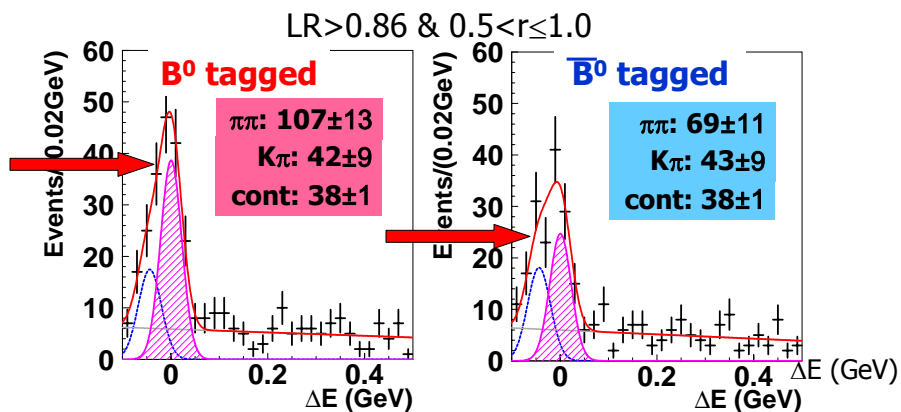 LR>0.86 & 0.5<r≤1.0
B⁰ tagged
ππ: 107±13
Kπ: 42±9
cont: 38±1
Events/(0.02GeV)
60
50
40
30
20
10
0
0
0.2
0.4
ΔE (GeV)
B̅⁰ tagged
ππ: 69±11
Kπ: 43±9
cont: 38±1
Events/(0.02GeV)
60
50
40
30
20
10
0
0
0.2
0.4
ΔE (GeV)
ΔE (GeV)